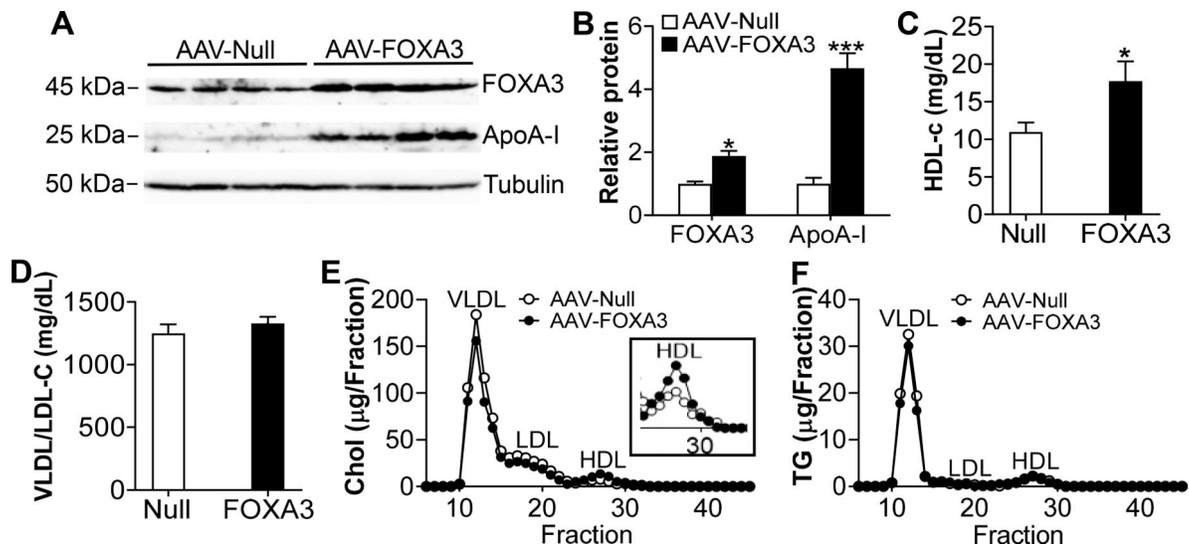 A
AAV-Null AAV-FOXA3
45 kDa- FOXA3
25 kDa- ApoA-I
50 kDa- Tubulin
B
AAV-Null
AAV-FOXA3
Relative protein
6
4
2
0
*
***
FOXA3 ApoA-I
C
HDL-c (mg/dL)
25
20
15
10
5
0
*
Null FOXA3
D
VLDL/LDL-C (mg/dL)
1500
1000
500
0
Null FOXA3
E
Chol (μg/Fraction)
200
150
100
50
0
VLDL
AAV-Null
AAV-FOXA3
LDL
HDL
HDL
30
10 20 30 40
Fraction
F
TG (μg/Fraction)
40
30
20
10
0
VLDL
AAV-Null
AAV-FOXA3
LDL
HDL
10 20 30 40
Fraction